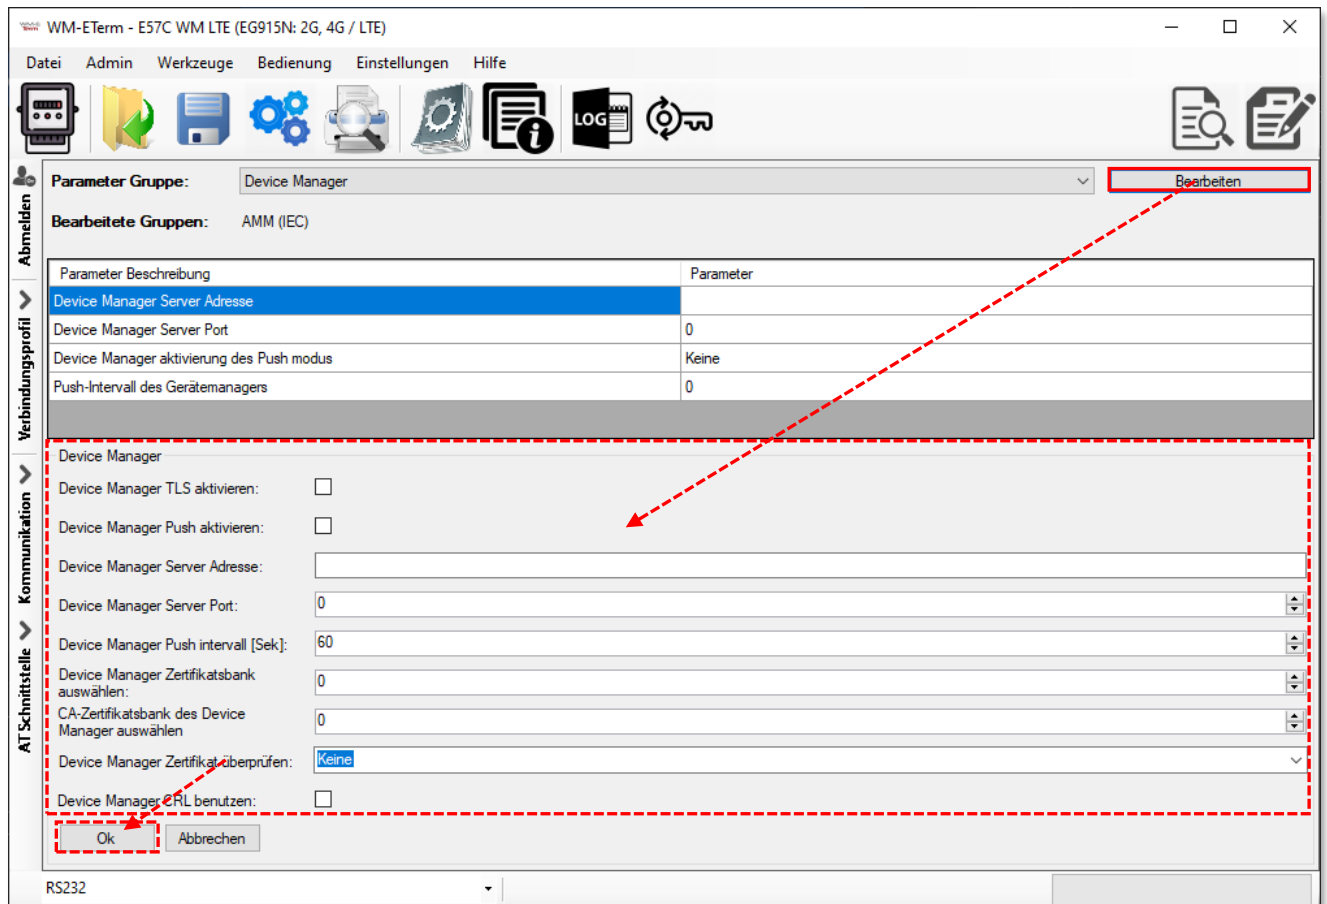 WM-ETerm - E57C WM LTE (EG915N: 2G, 4G / LTE)
Datei Admin Werkzeuge Bedienung Einstellungen Hilfe
LOG
Abmelden
Verbindungsprofil
Kommunikation
AT Schnittstelle
Parameter Gruppe: Device Manager Bearbeiten
Bearbeitete Gruppen: AMM (IEC)
Parameter Beschreibung Parameter
Device Manager Server Adresse
Device Manager Server Port 0
Device Manager aktivierung des Push modus Keine
Push-Intervall des Gerätemanagers 0
Device Manager
Device Manager TLS aktivieren:
Device Manager Push aktivieren:
Device Manager Server Adresse:
Device Manager Server Port: 0
Device Manager Push intervall [Sek]: 60
Device Manager Zertifikatsbank
auswählen: 0
CA-Zertifikatsbank des Device
Manager auswählen 0
Device Manager Zertifikat überprüfen: Keine
Device Manager CRL benutzen:
Ok Abbrechen
RS232